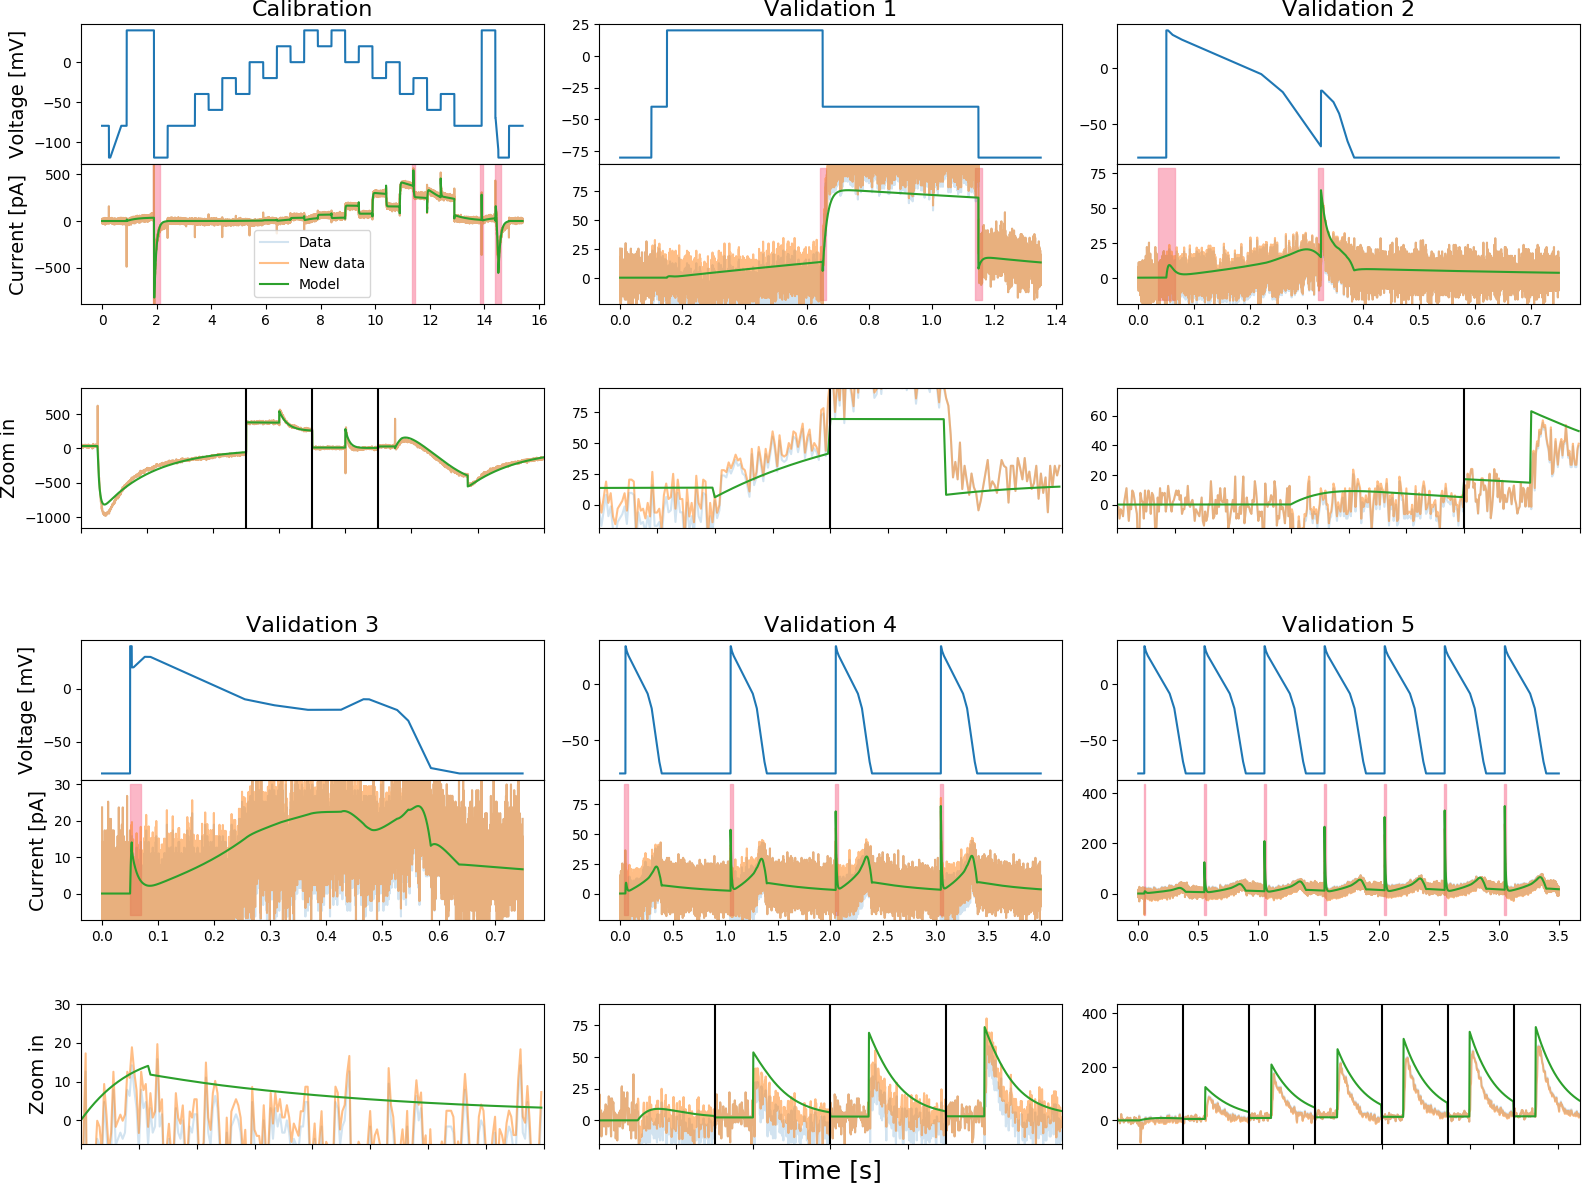 Calibration
Validation 1
Validation 2
Voltage [mV]
0
−50
−100
25
0
−25
−50
−75
0
−50
Current [pA]
500
0
−500
Data
New data
Model
75
50
25
0
75
50
25
0
0 2 4 6 8 10 12 14 16
0.0 0.2 0.4 0.6 0.8 1.0 1.2 1.4
0.0 0.1 0.2 0.3 0.4 0.5 0.6 0.7
Zoom in
500
0
−500
−1000
75
50
25
0
60
40
20
0
Validation 3
Validation 4
Validation 5
Voltage [mV]
0
−50
0
−50
0
−50
Current [pA]
30
20
10
0
75
50
25
0
400
200
0
0.0 0.1 0.2 0.3 0.4 0.5 0.6 0.7
0.0 0.5 1.0 1.5 2.0 2.5 3.0 3.5 4.0
0.0 0.5 1.0 1.5 2.0 2.5 3.0 3.5
Zoom in
30
20
10
0
75
50
25
0
400
200
0
Time [s]